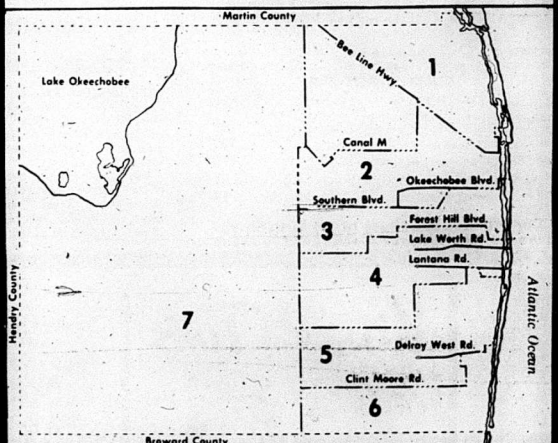 Martin County
Lake Okeechobee
Bee Line Hwy
1
Canal M
2
Okeechobee Blvd.
Southern Blvd.
Forest Hill Blvd.
3
Lake Worth Rd.
Lantana Rd.
4
Hendry County
Atlantic Ocean
7
Delray West Rd.
5
Clint Moore Rd.
6
Broward County